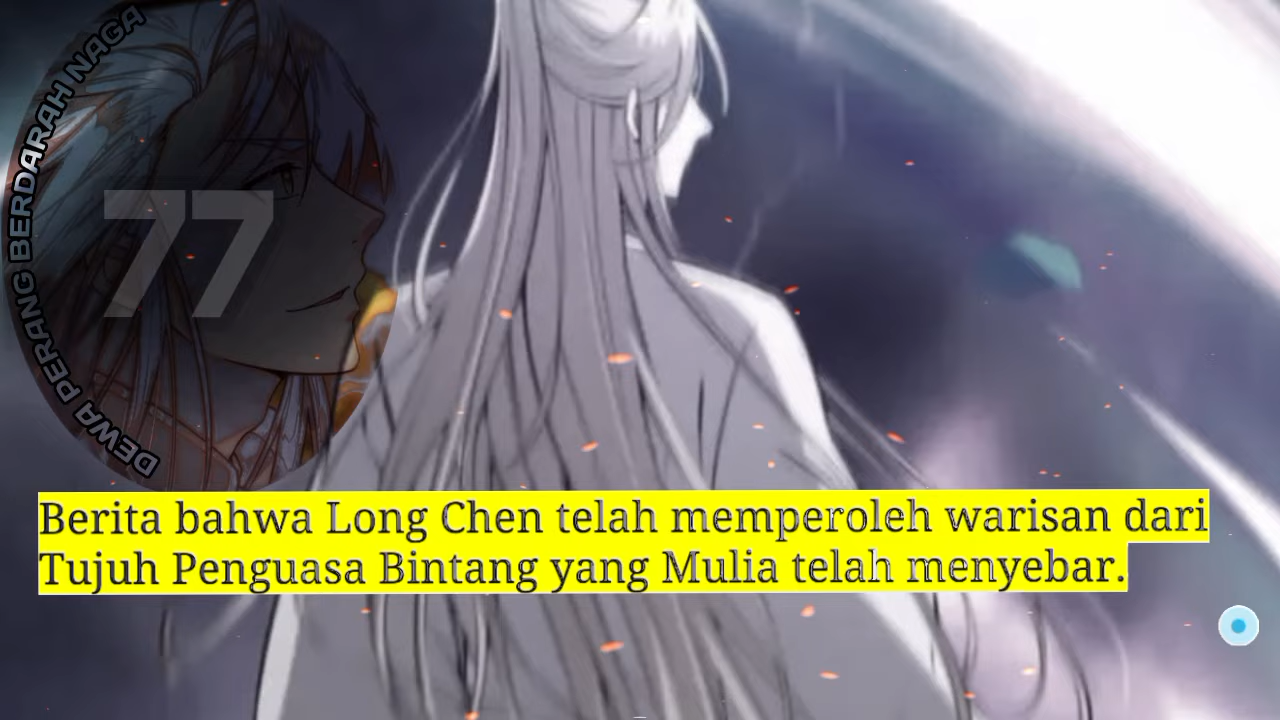 DEWA PERANG BERDARAH NAGA
77
Berita bahwa Long Chen telah memperoleh warisan dari
Tujuh Penguasa Bintang yang Mulia telah menyebar.